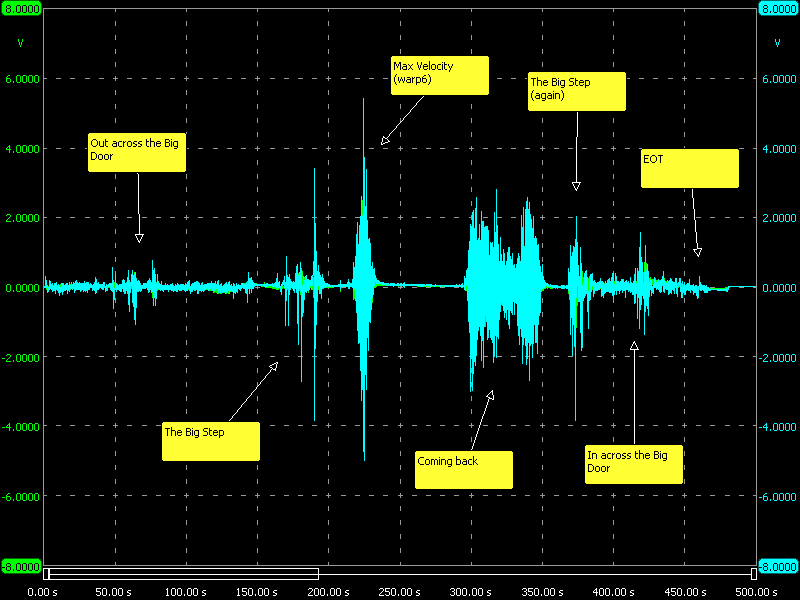 8.0000
8.0000
V
V
Max Velocity
(warp6)
The Big Step
(again)
6.0000
6.0000
Out across the Big
Door
4.0000
4.0000
EOT
2.0000
2.0000
0.0000
0.0000
-2.0000
-2.0000
The Big Step
-4.0000
-4.0000
Coming back
In across the Big
Door
-6.0000
-6.0000
-8.0000
-8.0000
0.00 s 50.00 s 100.00 s 150.00 s 200.00 s 250.00 s 300.00 s 350.00 s 400.00 s 450.00 s 500.00 s